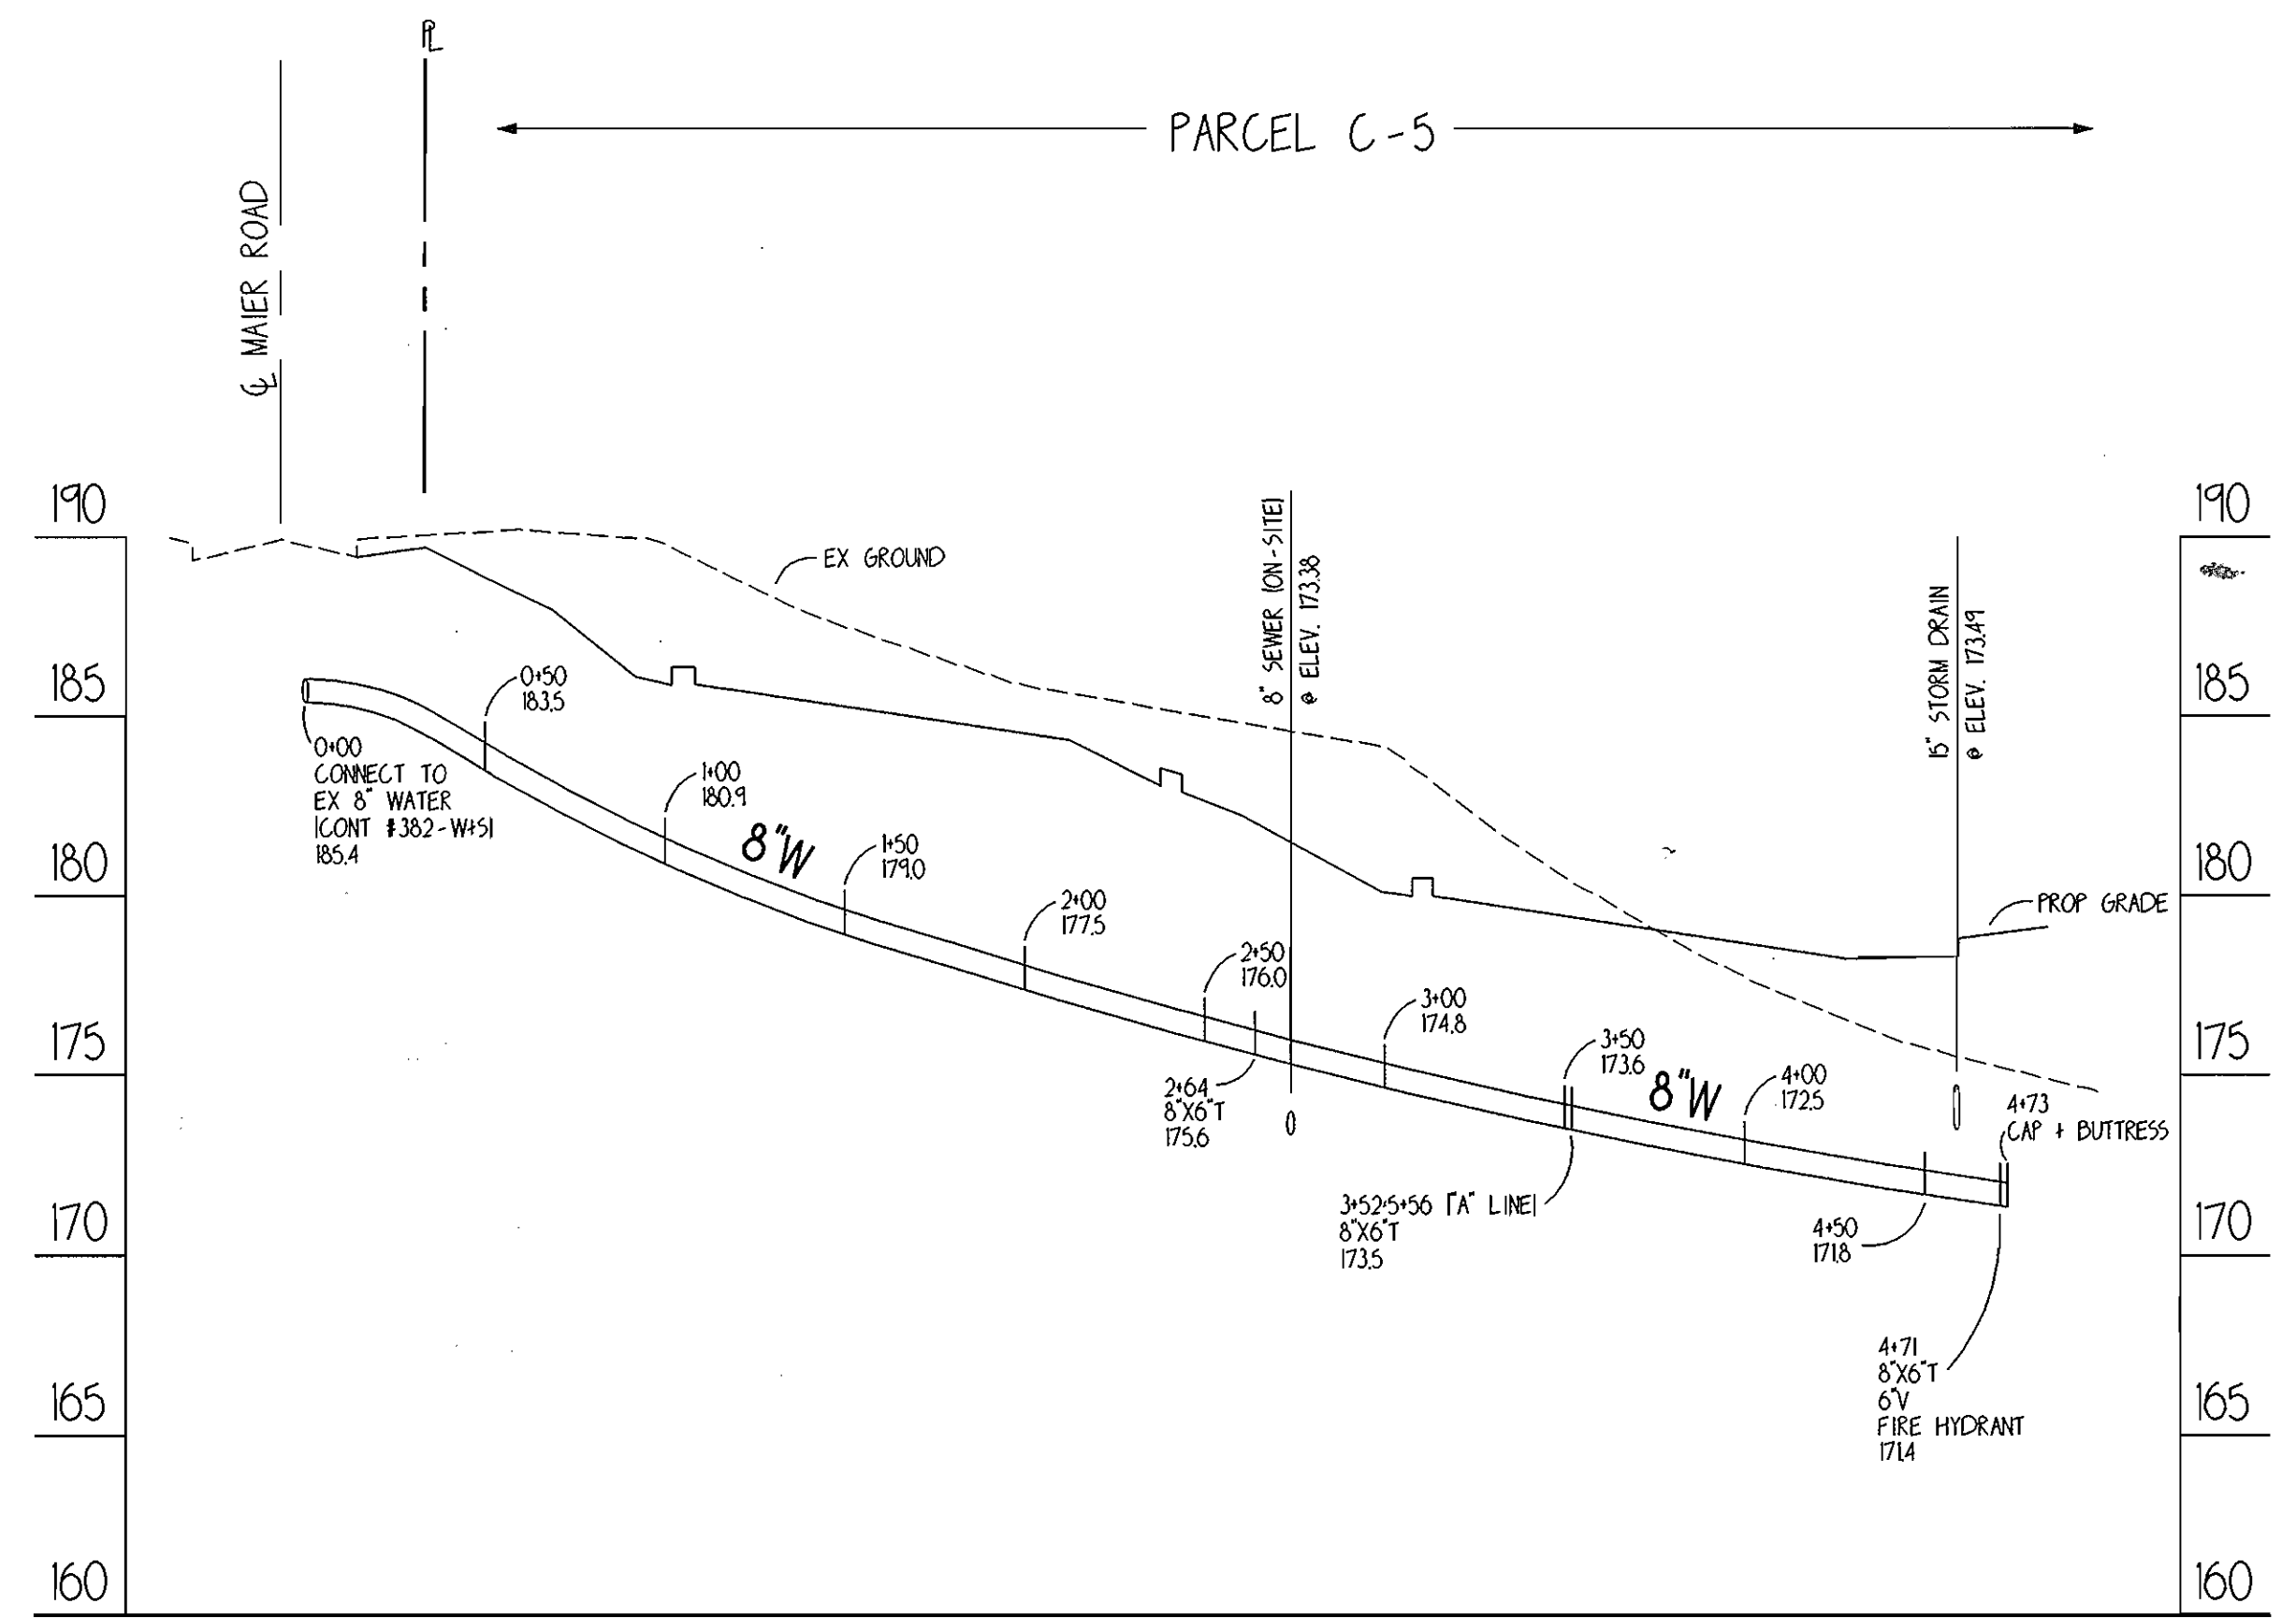 PL
PARCEL C-5
CL MAIER ROAD
190
185
180
175
170
165
160
EX GROUND
0+00
CONNECT TO
EX 8" WATER
(CONT #382-W+S)
185.4
0+50
183.5
1+00
180.9
8"W
1+50
179.0
2+00
177.5
2+50
176.0
2+64
8"X6"T
175.6
8" SEWER (ON-SITE)
@ ELEV. 173.38
3+00
174.8
3+50
173.6
3+52=5+56 ("A" LINE)
8"X6"T
173.5
8"W
4+00
172.5
4+50
171.8
15" STORM DRAIN
@ ELEV. 173.49
PROP GRADE
4+73
CAP + BUTTRESS
4+71
8"X6"T
6"V
FIRE HYDRANT
171.4
190
185
180
175
170
165
160